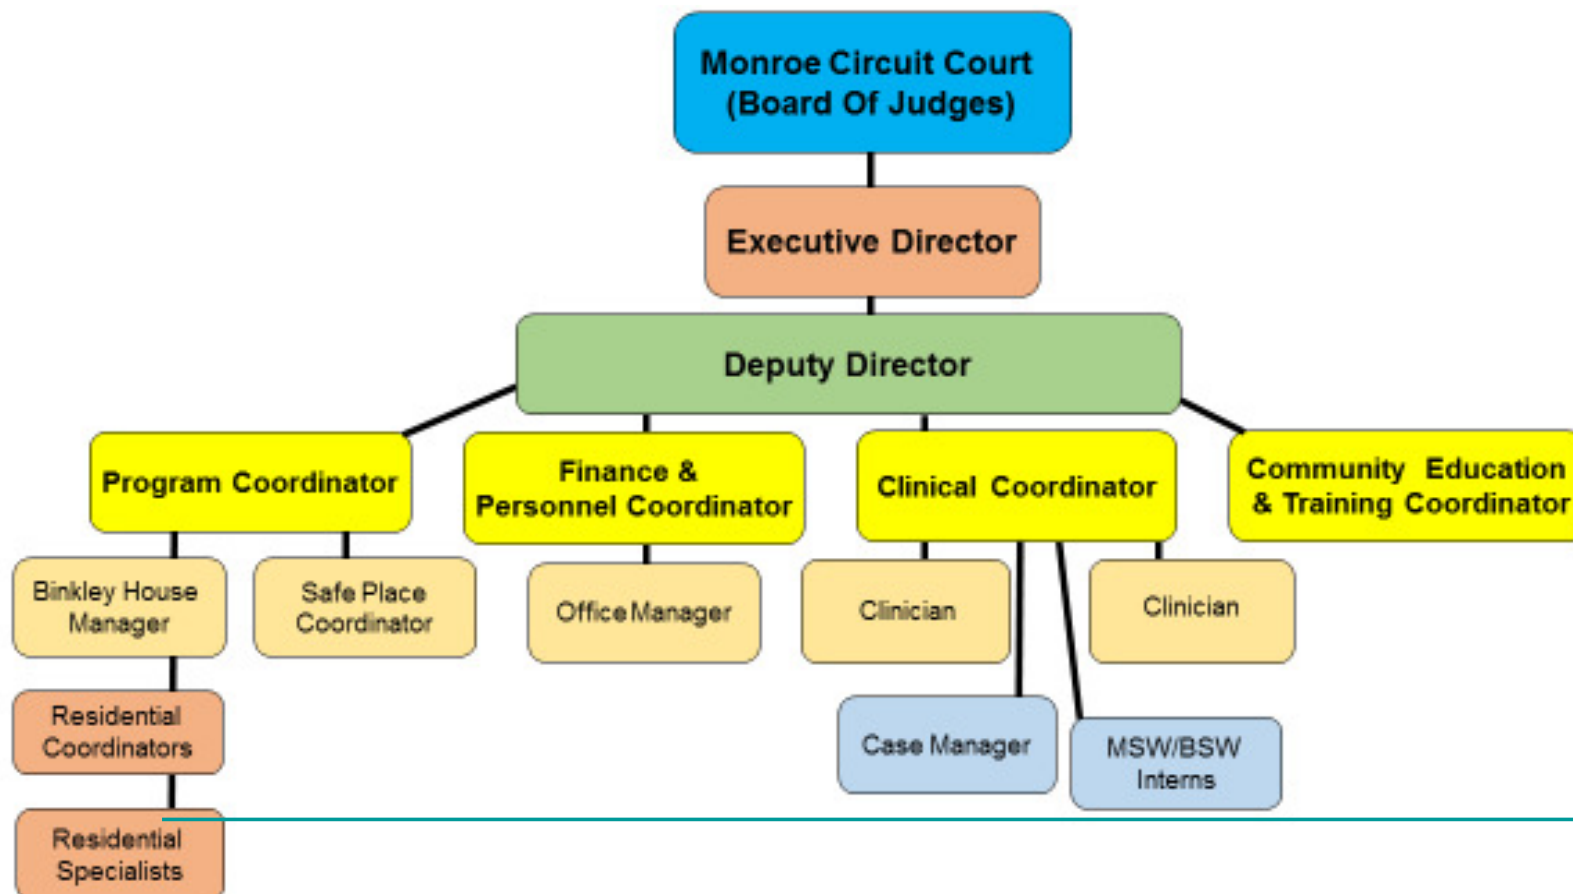 Monroe Circuit Court
(Board Of Judges)
Executive Director
Deputy Director
Program Coordinator
Finance &
Personnel Coordinator
Clinical Coordinator
Community Education
& Training Coordinator
Binkley House
Manager
Safe Place
Coordinator
Office Manager
Clinician
Clinician
Residential
Coordinators
Case Manager
MSW/BSW
Interns
Residential
Specialists